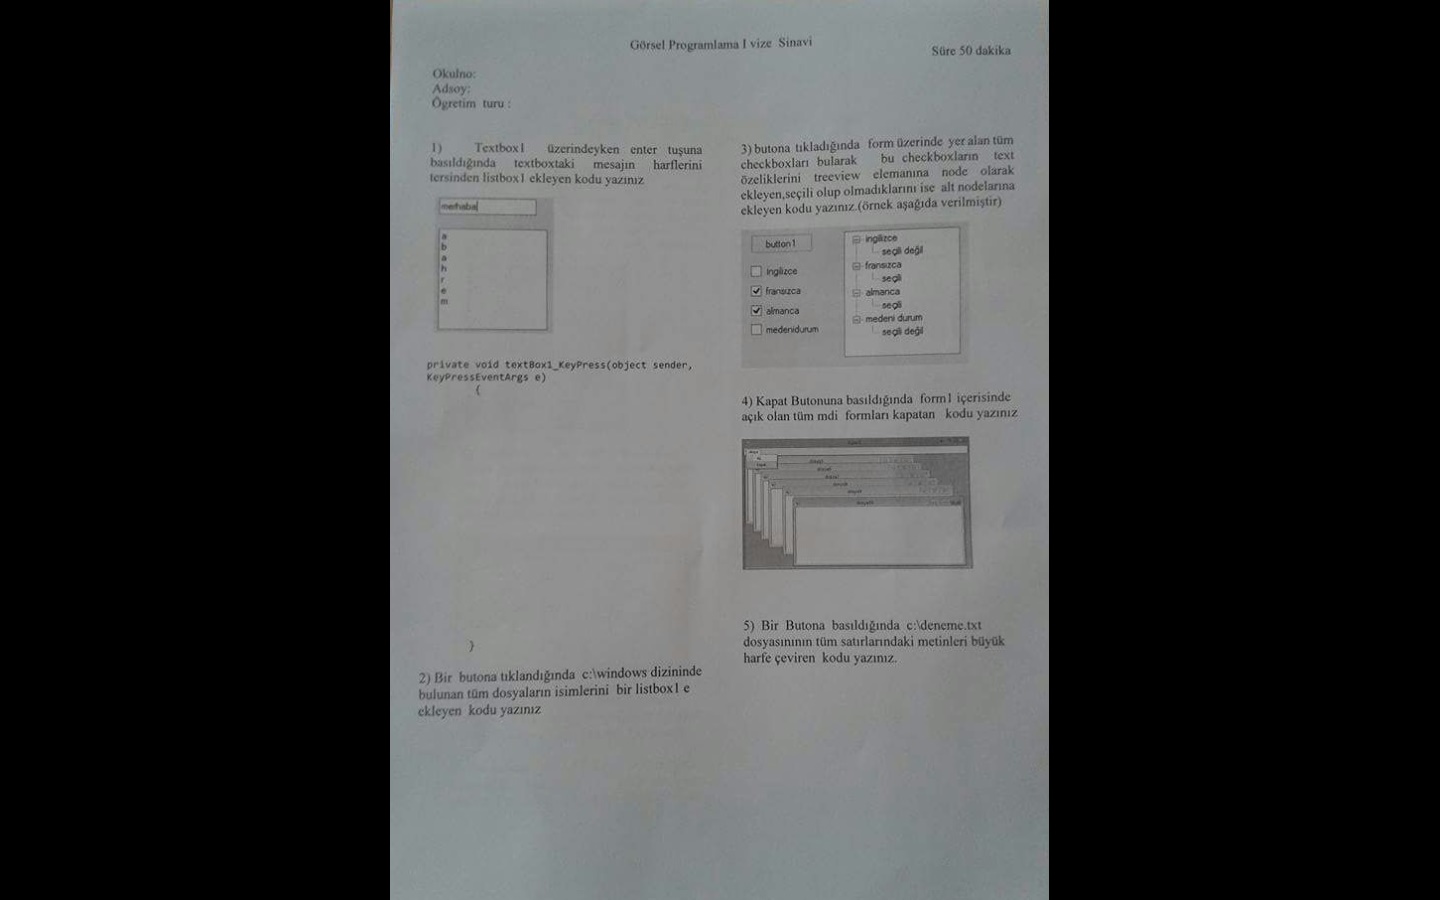 Görsel Programlama I vize Sinavi
Süre 50 dakika
Okulno:
Adsoy:
Ögretim turu :
1) Textbox1 üzerindeyken enter tuşuna
basıldığında textboxtaki mesajın harflerini
tersinden listbox1 ekleyen kodu yazınız
merhaba
a
b
a
h
r
e
m
private void textBox1_KeyPress(object sender,
KeyPressEventArgs e)
{
}
2) Bir butona tıklandığında c:\windows dizininde
bulunan tüm dosyaların isimlerini bir listbox1 e
ekleyen kodu yazınız
3) butona tıkladığında form üzerinde yer alan tüm
checkboxları bularak bu checkboxların text
özeliklerini treeview elemanına node olarak
ekleyen,seçili olup olmadıklarını ise alt nodelarına
ekleyen kodu yazınız.(örnek aşağıda verilmiştir)
button1
ingilizce
fransızca
almanca
medenidurum
ingilizce
seçili değil
fransızca
seçili
almanca
seçili
medeni durum
seçili değil
4) Kapat Butonuna basıldığında form1 içerisinde
açık olan tüm mdi formları kapatan kodu yazınız
5) Bir Butona basıldığında c:\deneme.txt
dosyasınının tüm satırlarındaki metinleri büyük
harfe çeviren kodu yazınız.